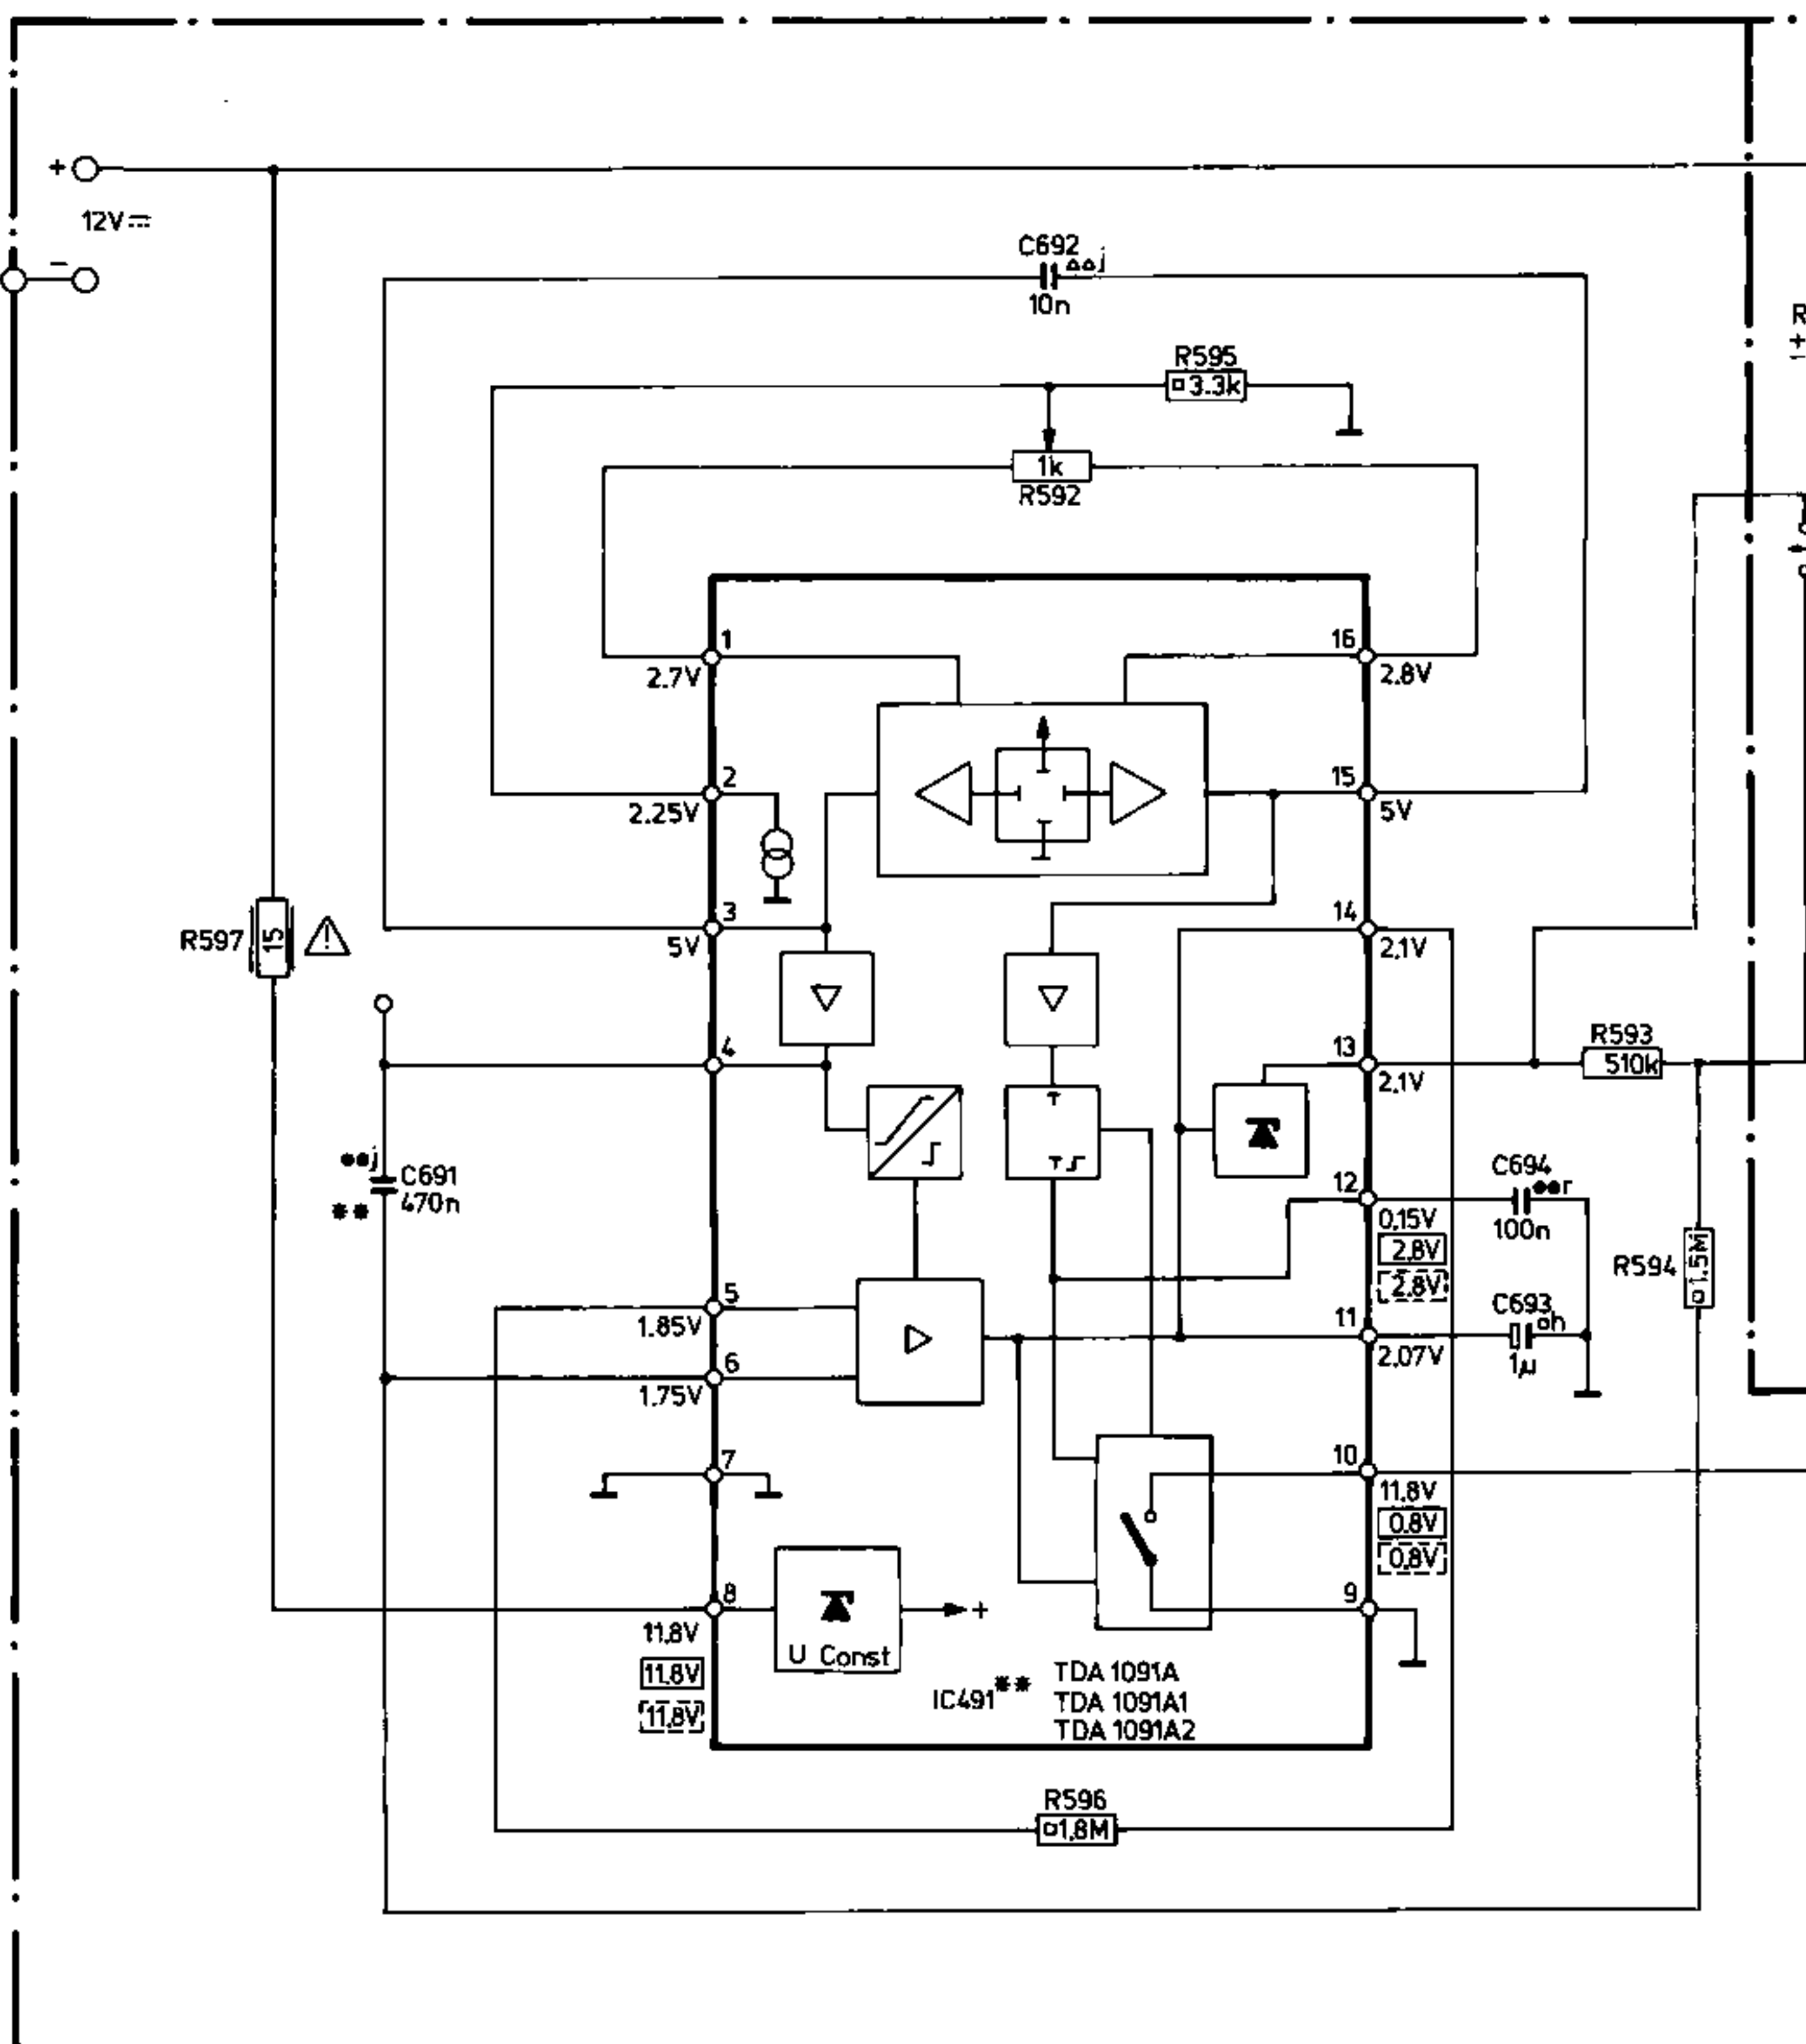 +
12V
−
C692
10n
j
R595
3.3k
1k
R592
R
+
1
16
2.7V
2.8V
2
15
2.25V
5V
3
14
5V
2,1V
R597
15
4
13
R593
510k
2,1V
j
C691
470n
**
12
C694
r
100n
0,15V
2,8V
2,8V
R594
1.5M
5
1.85V
11
C693
h
1µ
2,07V
6
1.75V
7
10
11,8V
0,8V
0,8V
8
9
11,8V
11,8V
11,8V
+
U Const
IC491**
TDA 1091A
TDA 1091A1
TDA 1091A2
R596
1,8M